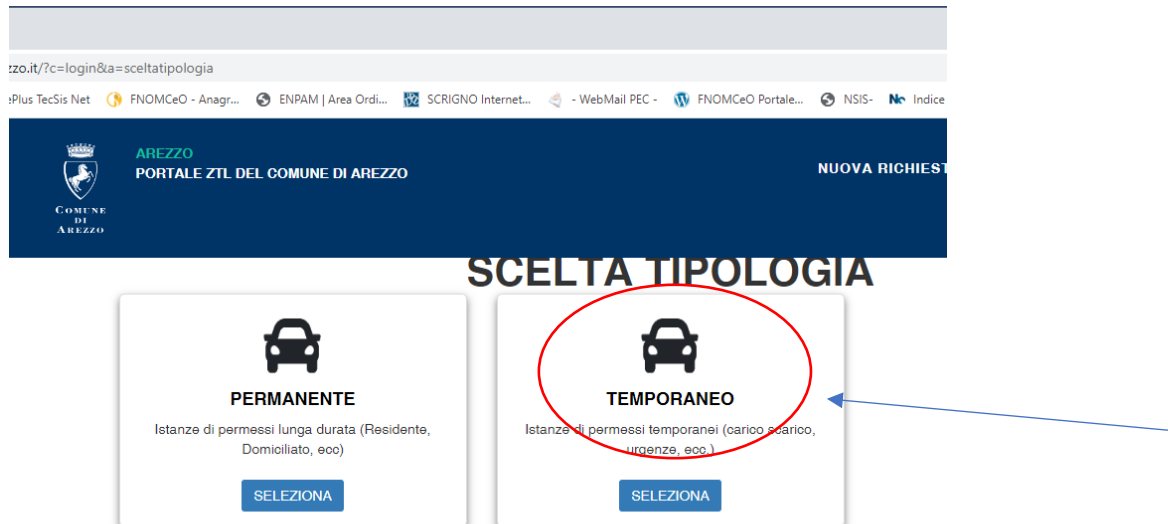 zzo.it/?c=login&a=sceltatipologia
ePlus TecSis Net FNOMCeO - Anagr... ENPAM | Area Ordi... SCRIGNO Internet... - WebMail PEC - FNOMCeO Portale... NSIS- Indice
AREZZO
PORTALE ZTL DEL COMUNE DI AREZZO
NUOVA RICHIEST
COMUNE
DI
AREZZO
SCELTA TIPOLOGIA
PERMANENTE
Istanze di permessi lunga durata (Residente,
Domiciliato, ecc)
SELEZIONA
TEMPORANEO
Istanze di permessi temporanei (carico scarico,
urgenze, ecc.)
SELEZIONA